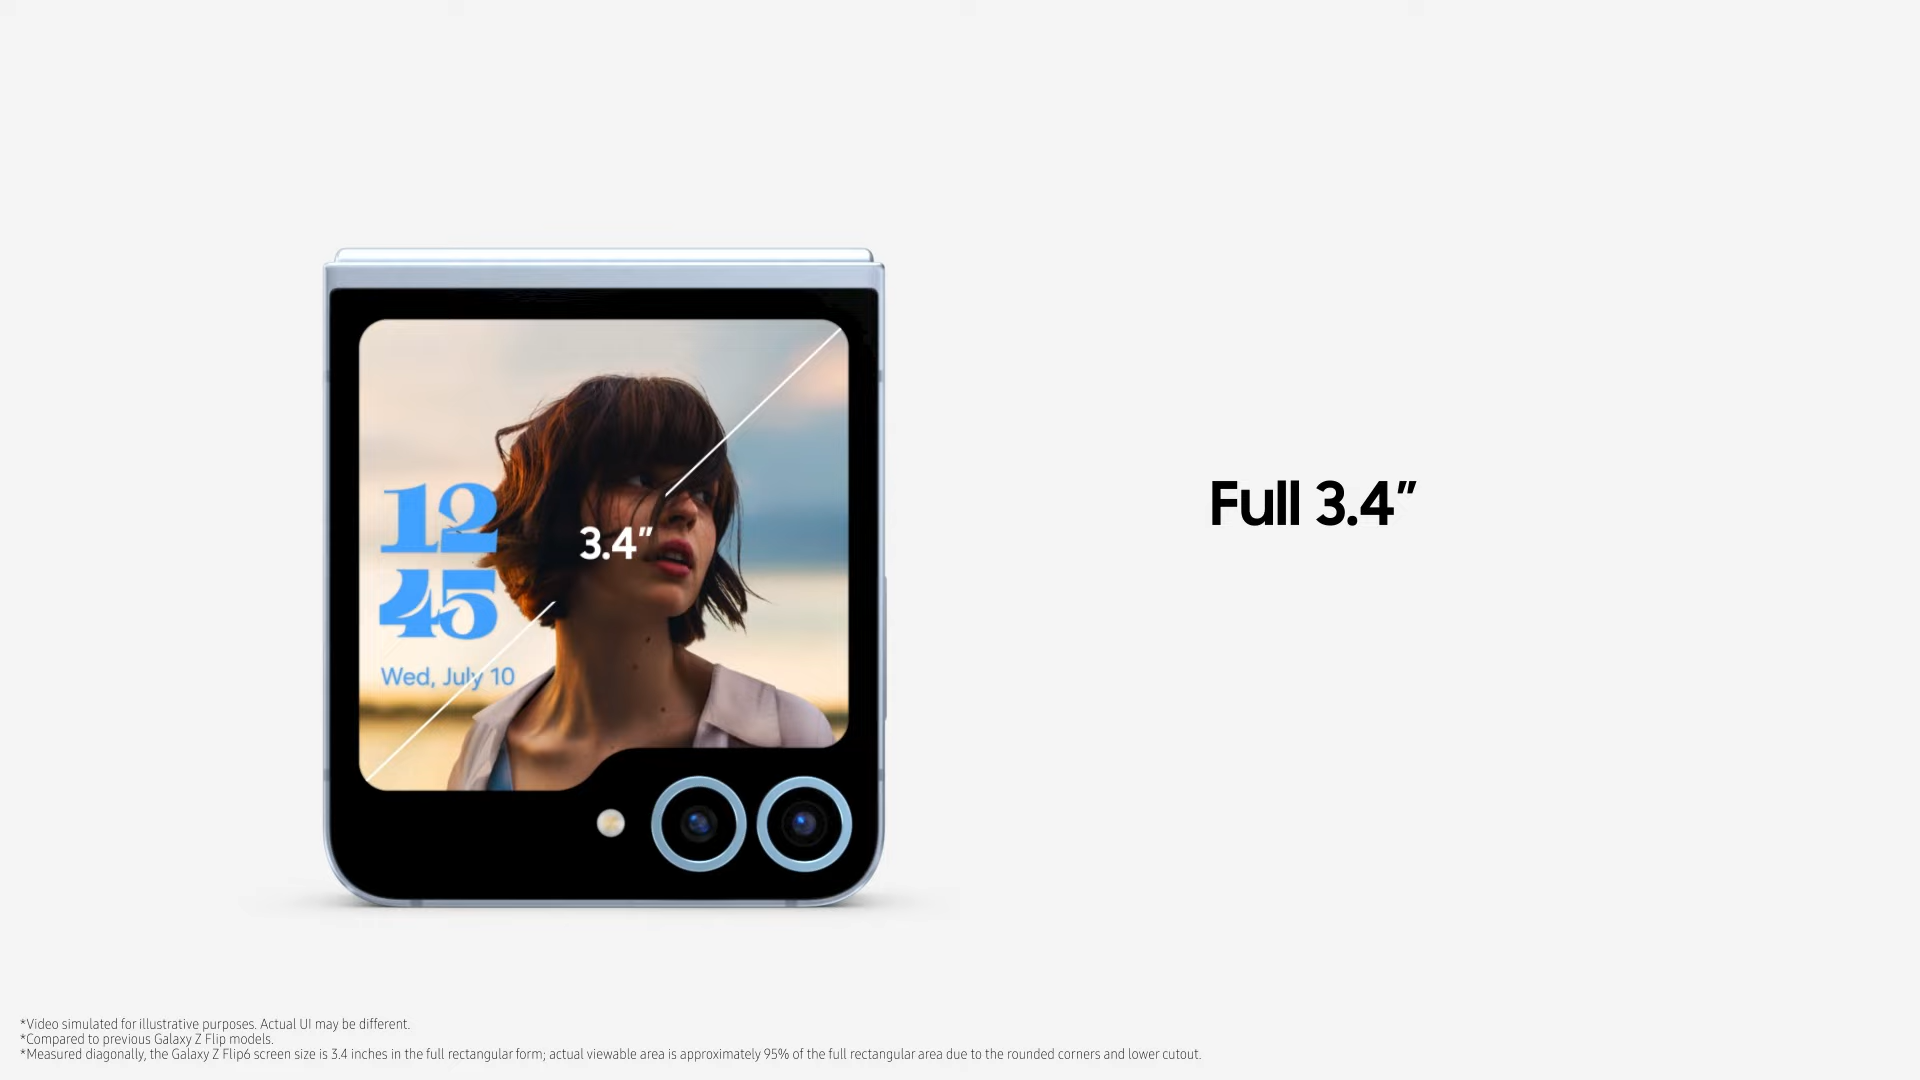 12
45
Wed, July 10
3.4”
Full 3.4”
*Video simulated for illustrative purposes. Actual UI may be different.
*Compared to previous Galaxy Z Flip models.
*Measured diagonally, the Galaxy Z Flip6 screen size is 3.4 inches in the full rectangular form; actual viewable area is approximately 95% of the full rectangular area due to the rounded corners and lower cutout.